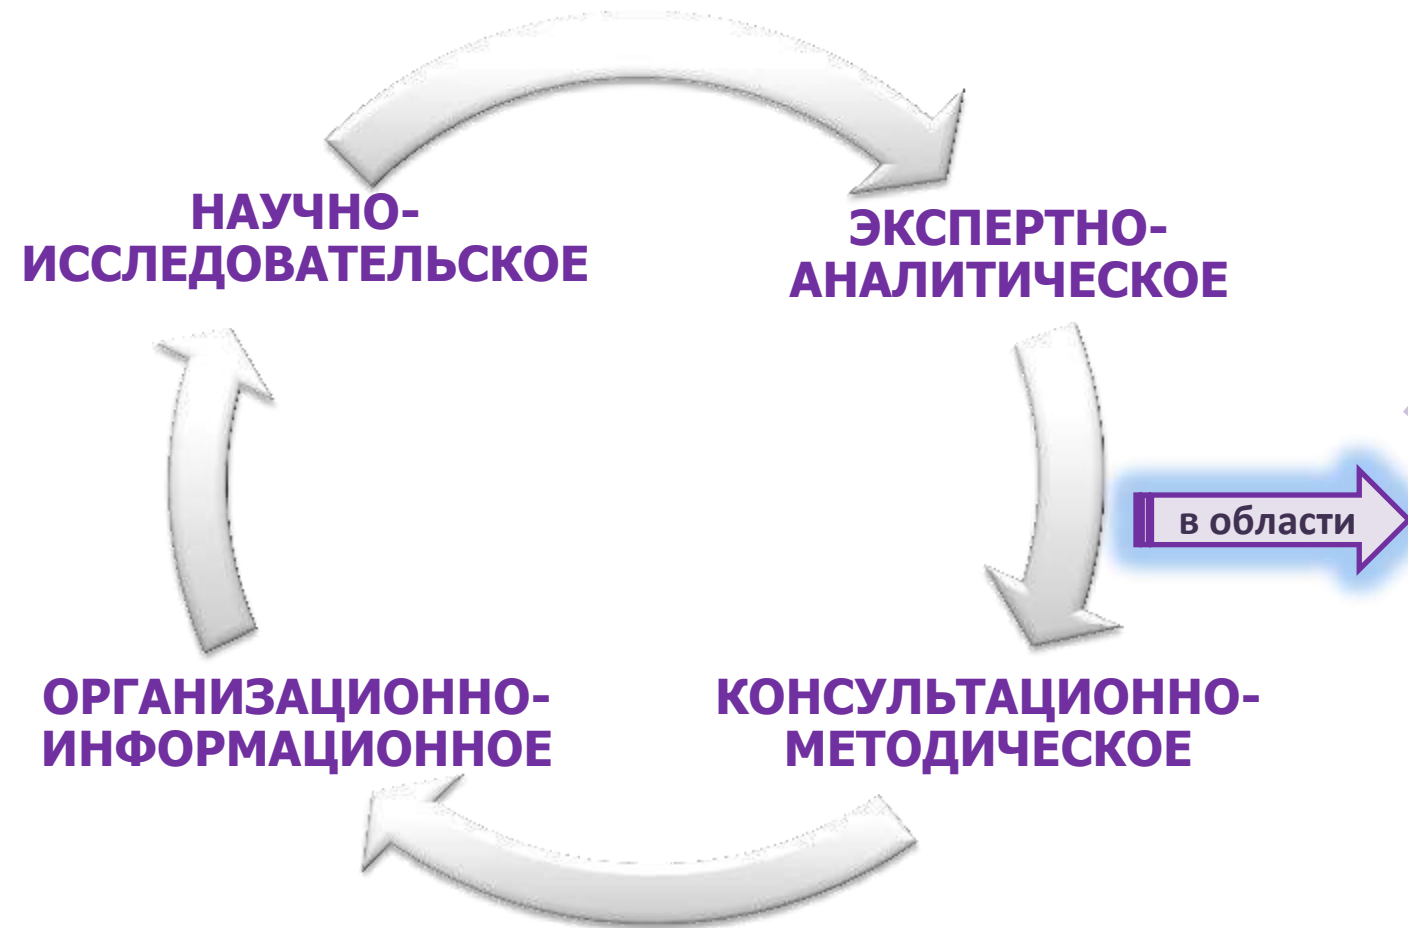 НАУЧНО-
ИССЛЕДОВАТЕЛЬСКОЕ
ЭКСПЕРТНО-
АНАЛИТИЧЕСКОЕ
в области
ОРГАНИЗАЦИОННО-
ИНФОРМАЦИОННОЕ
КОНСУЛЬТАЦИОННО-
МЕТОДИЧЕСКОЕ